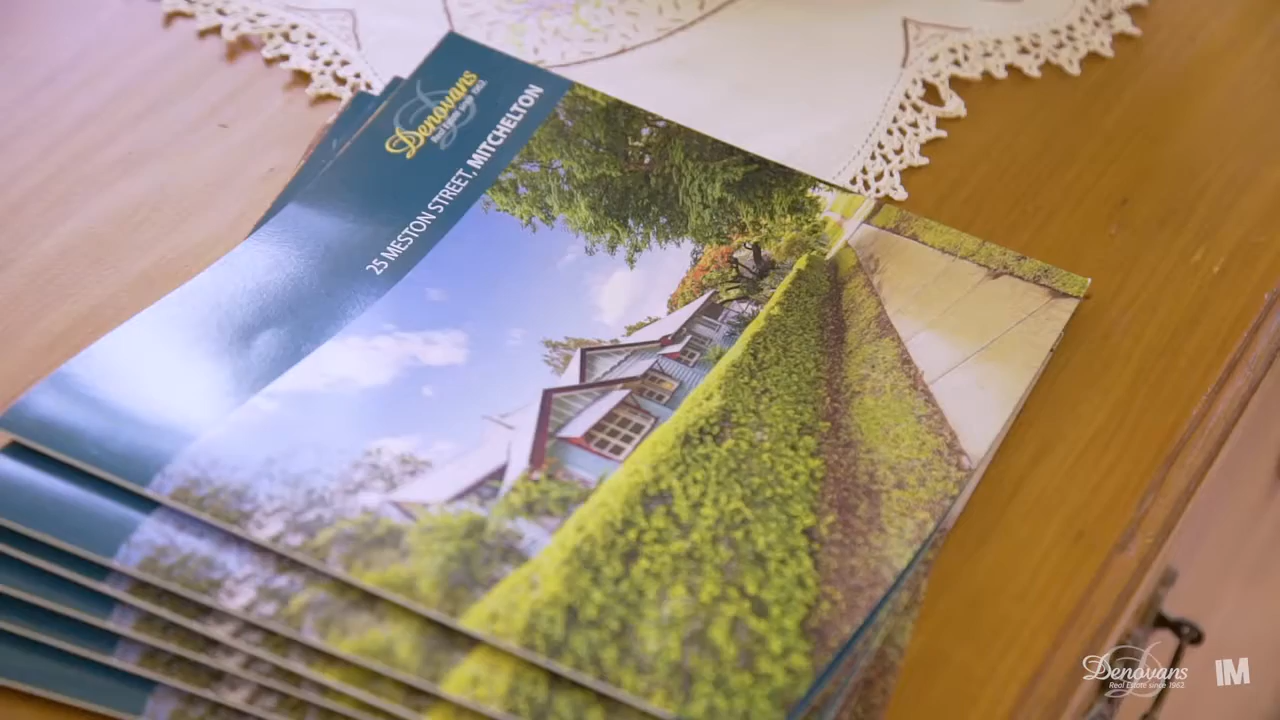 Denovans
Real Estate since 1962
25 MESTON STREET, MITCHELTON
Denovans
Real Estate since 1962
IM